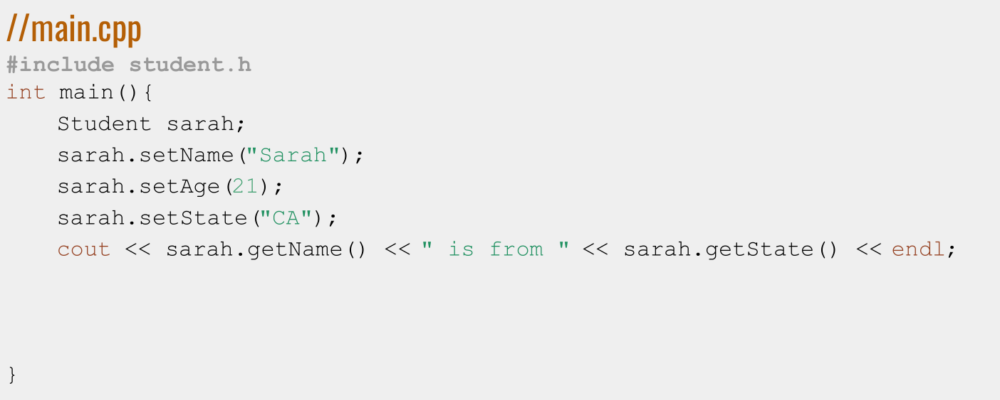 //main.cpp
#include student.h
int main(){
    Student sarah;
    sarah.setName("Sarah");
    sarah.setAge(21);
    sarah.setState("CA");
    cout << sarah.getName() << " is from " << sarah.getState() << endl;
}